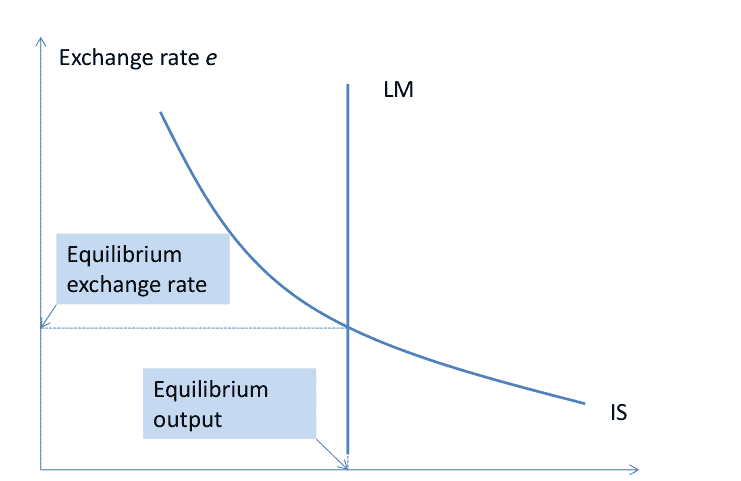 Exchange rate e
LM
Equilibrium
exchange rate
Equilibrium
output
IS